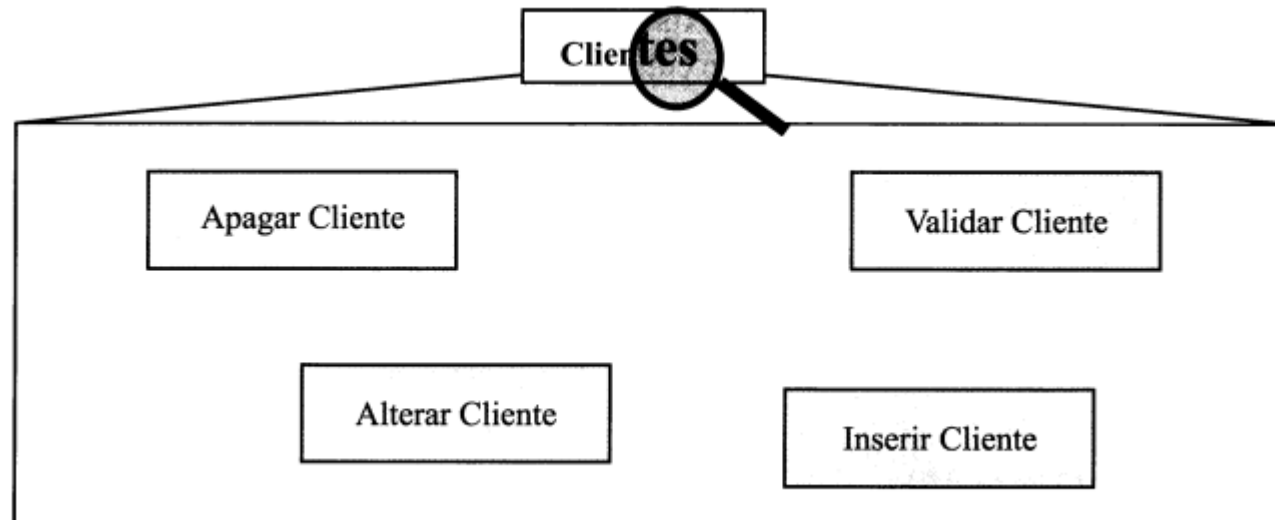 Clientes
Apagar Cliente
Validar Cliente
Alterar Cliente
Inserir Cliente